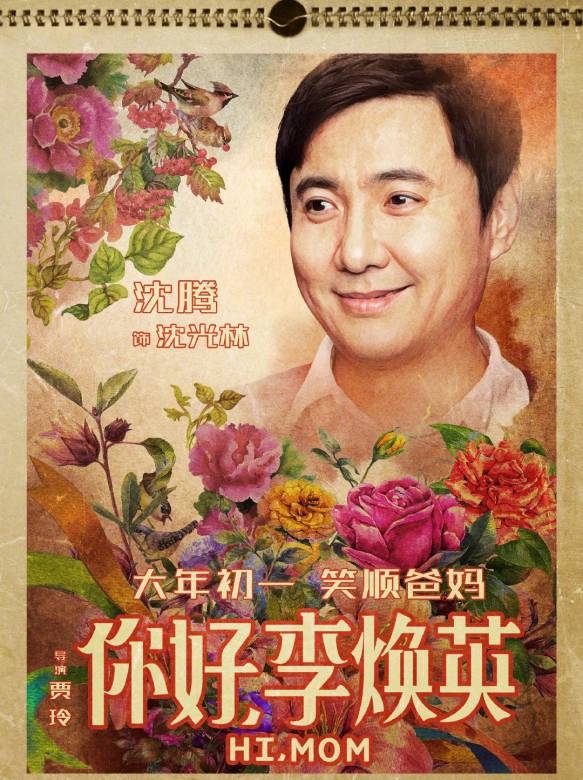 沈腾
饰 沈光林
大年初一 笑顺爸妈
导演 贾玲
你好,李焕英
HI,MOM